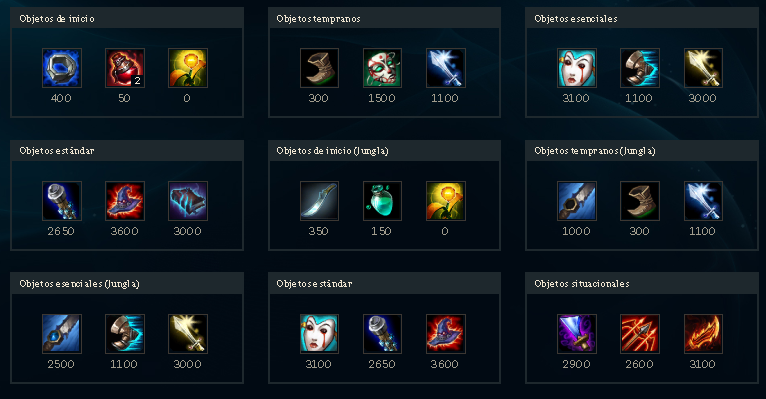 Objetos de inicio
400 50 2 0
Objetos tempranos
300 1500 1100
Objetos esenciales
3100 1100 3000
Objetos estándar
2650 3600 3000
Objetos de inicio (Jungla)
350 150 0
Objetos tempranos (Jungla)
1000 300 1100
Objetos esenciales (Jungla)
2500 1100 3000
Objetos estándar
3100 2650 3600
Objetos situacionales
2900 2600 3100